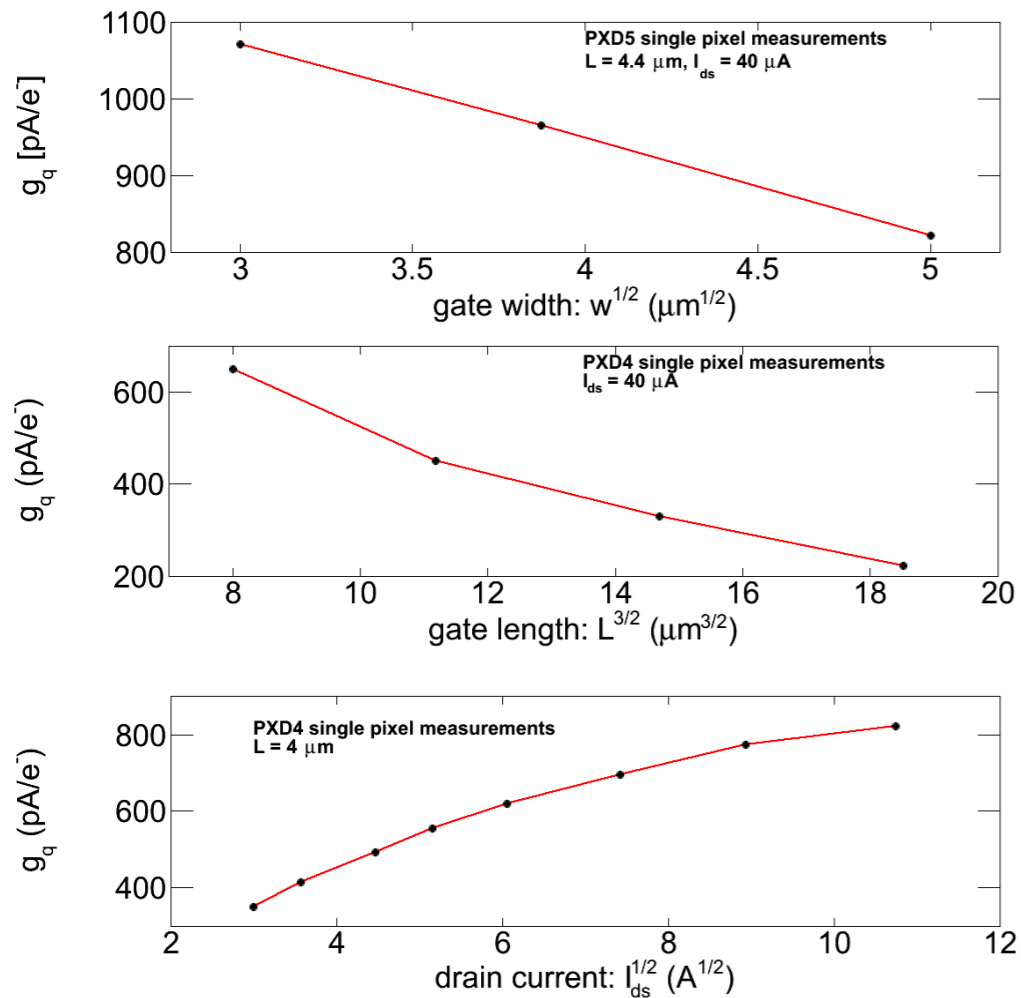 1100
1000
900
800
g_q [pA/e⁻]
PXD5 single pixel measurements
L = 4.4 μm, I_ds = 40 μA
3 3.5 4 4.5 5
gate width: w^1/2 (μm^1/2)
600
400
200
g_q (pA/e⁻)
PXD4 single pixel measurements
I_ds = 40 μA
8 10 12 14 16 18 20
gate length: L^3/2 (μm^3/2)
800
600
400
g_q (pA/e⁻)
PXD4 single pixel measurements
L = 4 μm
2 4 6 8 10 12
drain current: I_ds^1/2 (A^1/2)